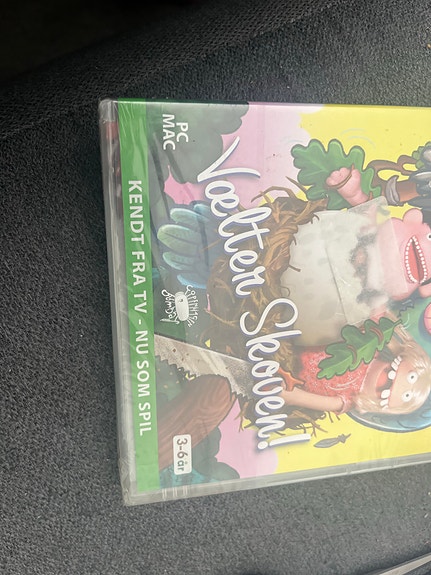 PC
MAC
Vælter Skoven!
KENDT FRA TV - NU SOM SPIL
3-6 år